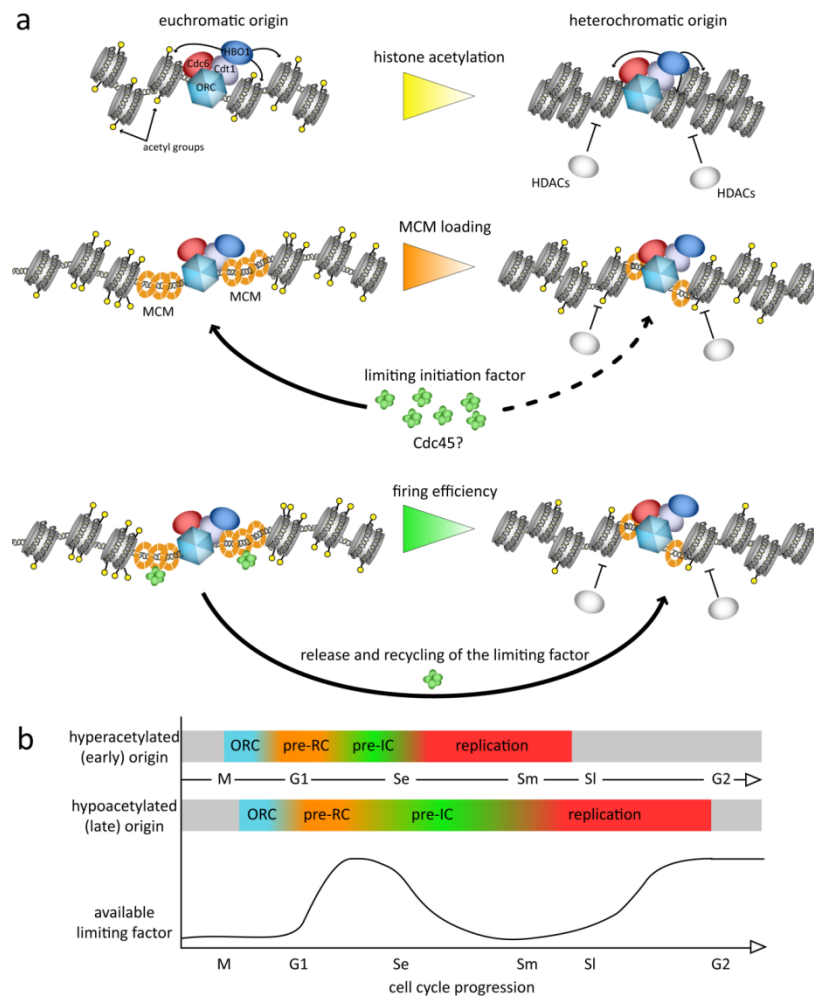 a
euchromatic origin
heterochromatic origin
HBO1
Cdc6
Cdt1
ORC
histone acetylation
acetyl groups
HDACs
HDACs
MCM loading
MCM
MCM
limiting initiation factor
Cdc45?
firing efficiency
release and recycling of the limiting factor
b
hyperacetylated
(early) origin
ORC pre-RC pre-IC replication
M G1 Se Sm Sl G2
hypoacetylated
(late) origin
ORC pre-RC pre-IC replication
available
limiting factor
M G1 Se Sm Sl G2
cell cycle progression